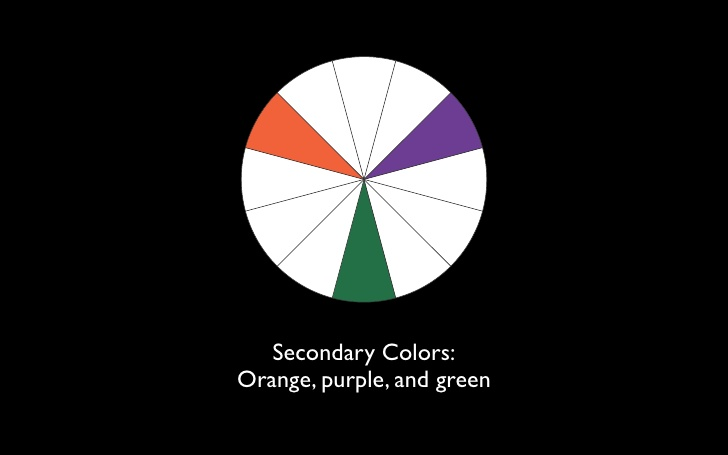 Secondary Colors:
Orange, purple, and green